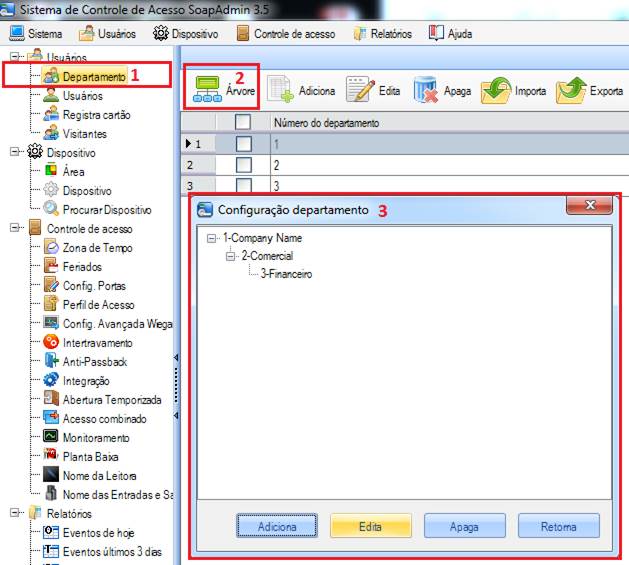 Sistema de Controle de Acesso SoapAdmin 3.5
Sistema Usuários Dispositivo Controle de acesso Relatórios Ajuda
Usuários
Departamento 1
Usuários
Registra cartão
Visitantes
Dispositivo
Área
Dispositivo
Procurar Dispositivo
Controle de acesso
Zona de Tempo
Feriados
Config. Portas
Perfil de Acesso
Config. Avançada Wiega
Intertravamento
Anti-Passback
Integração
Abertura Temporizada
Acesso combinado
Monitoramento
Planta Baixa
Nome da Leitora
Nome das Entradas e Sa
Relatórios
Eventos de hoje
Eventos últimos 3 dias
2
Árvore Adiciona Edita Apaga Importa Exporta
Número do departamento
1 1
2 2
3 3
Configuração departamento 3
1-Company Name
2-Comercial
3-Financeiro
Adiciona Edita Apaga Retorna